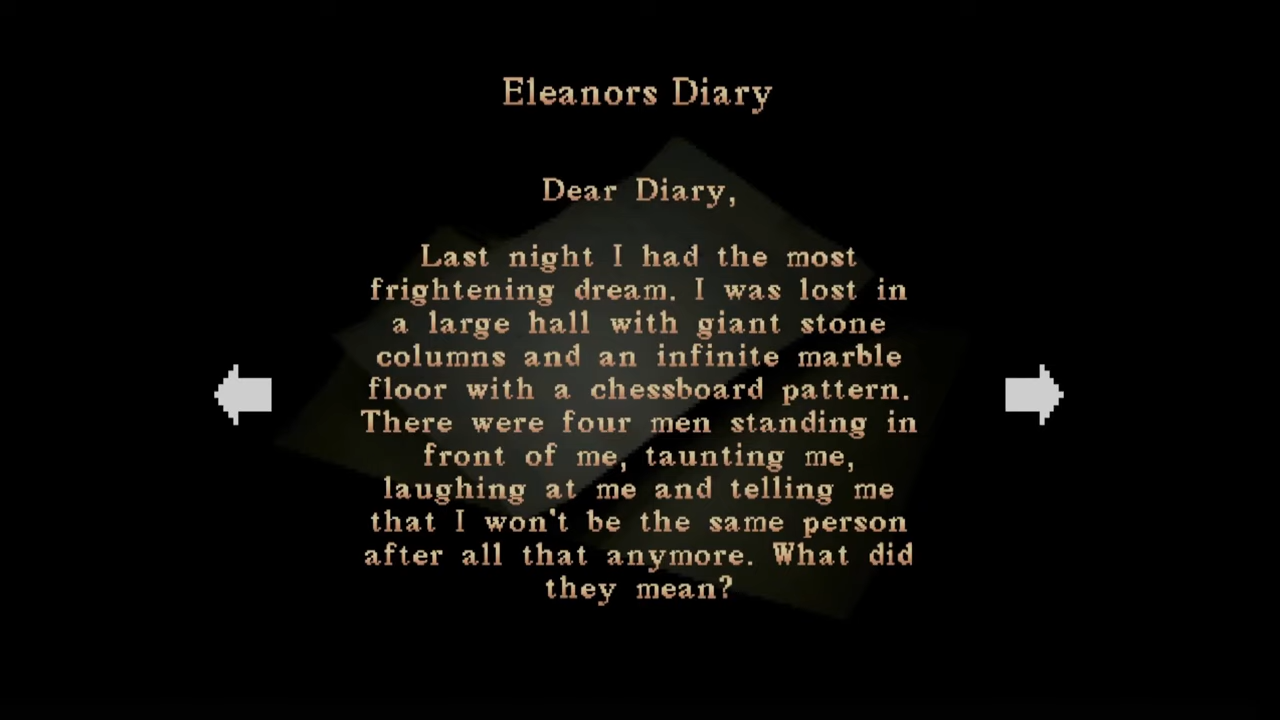 Eleanors Diary
Dear Diary,
Last night I had the most
frightening dream. I was lost in
a large hall with giant stone
columns and an infinite marble
floor with a chessboard pattern.
There were four men standing in
front of me, taunting me,
laughing at me and telling me
that I won't be the same person
after all that anymore. What did
they mean?